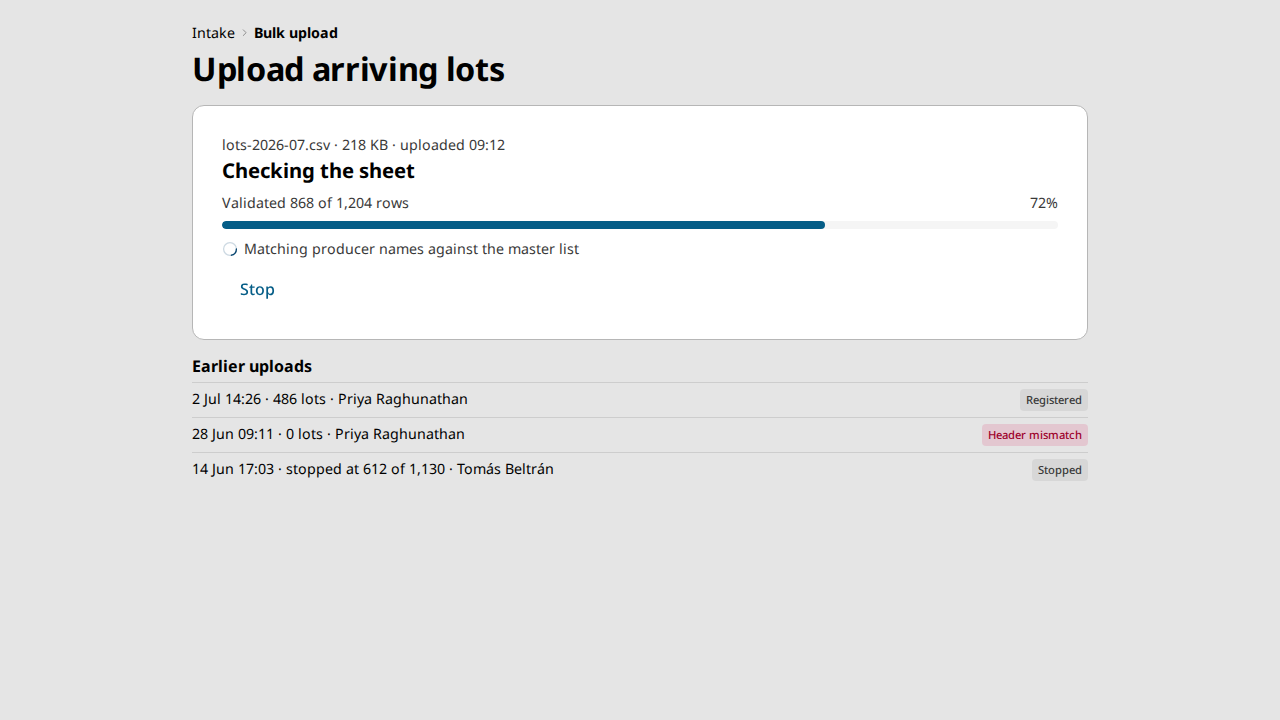 Intake > Bulk upload
Upload arriving lots
lots-2026-07.csv · 218 KB · uploaded 09:12
Checking the sheet
Validated 868 of 1,204 rows 72%
Matching producer names against the master list
Stop
Earlier uploads
2 Jul 14:26 · 486 lots · Priya Raghunathan Registered
28 Jun 09:11 · 0 lots · Priya Raghunathan Header mismatch
14 Jun 17:03 · stopped at 612 of 1,130 · Tomás Beltrán Stopped